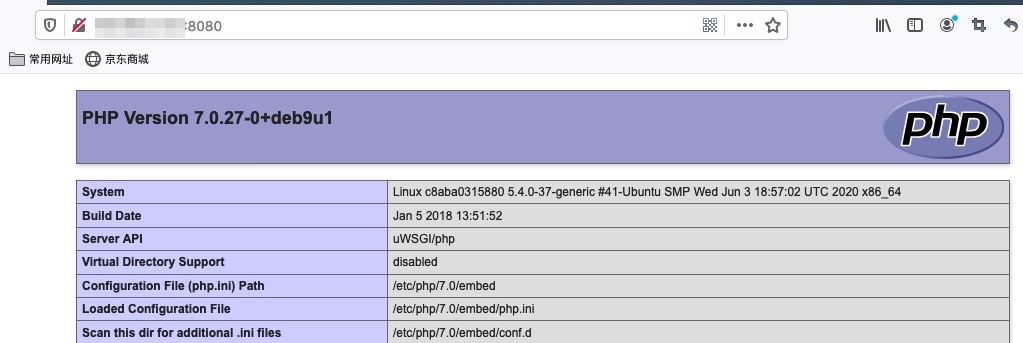 :8080
常用网址 京东商城
PHP Version 7.0.27-0+deb9u1
php
System Linux c8aba0315880 5.4.0-37-generic #41-Ubuntu SMP Wed Jun 3 18:57:02 UTC 2020 x86_64
Build Date Jan 5 2018 13:51:52
Server API uWSGI/php
Virtual Directory Support disabled
Configuration File (php.ini) Path /etc/php/7.0/embed
Loaded Configuration File /etc/php/7.0/embed/php.ini
Scan this dir for additional .ini files /etc/php/7.0/embed/conf.d